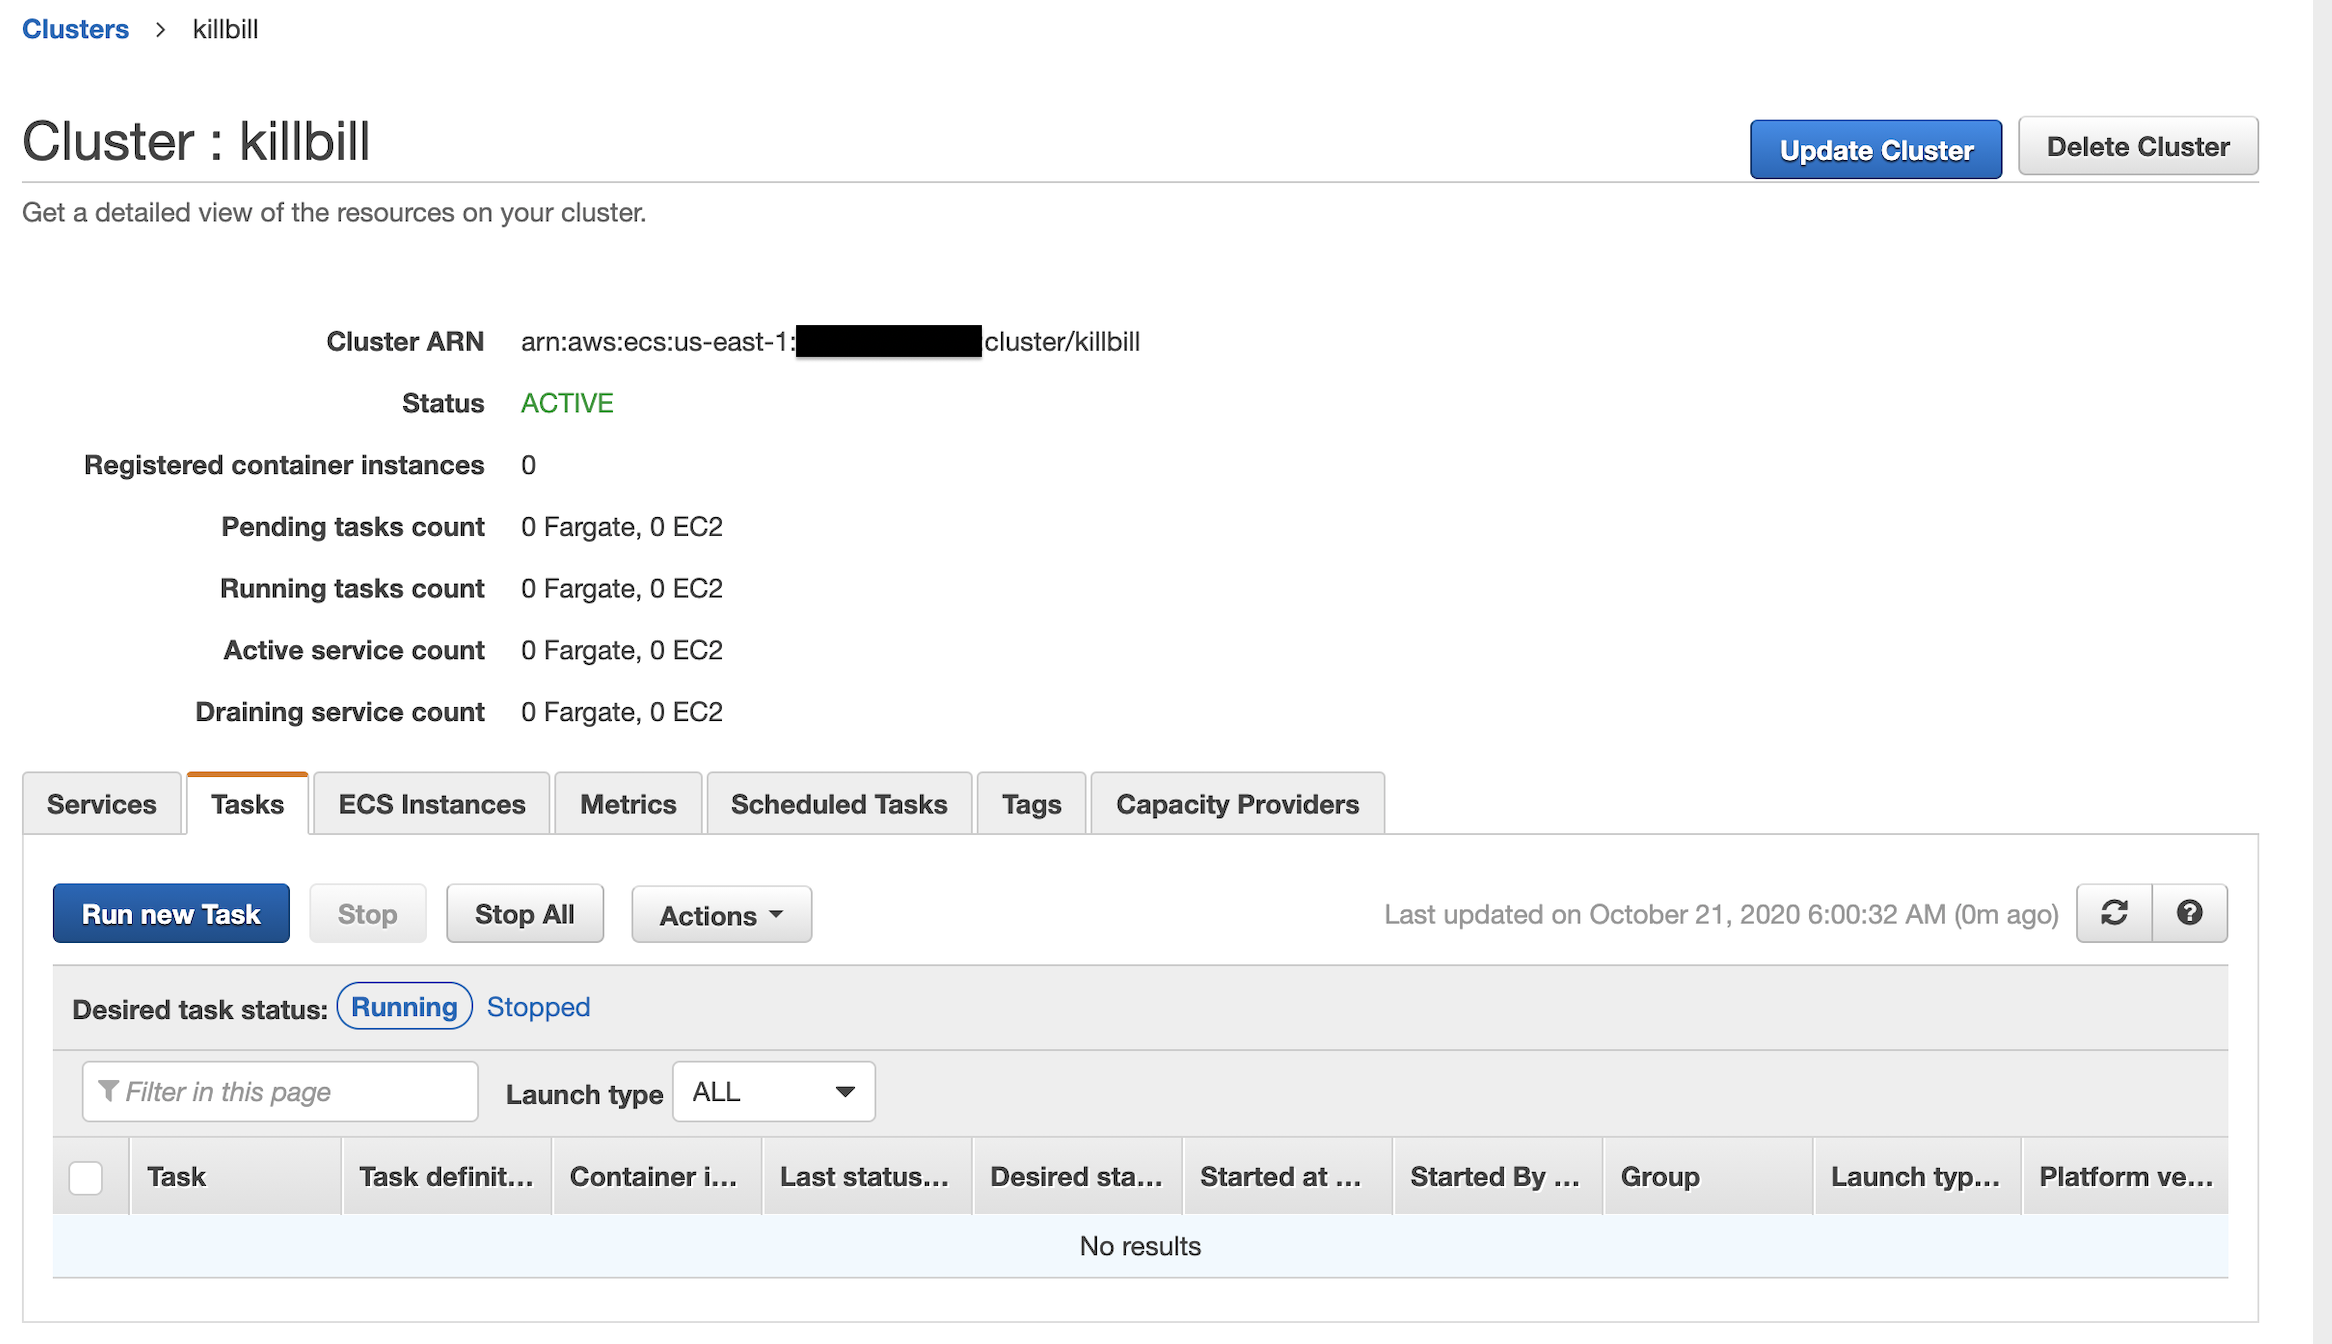 Clusters > killbill
Cluster : killbill
Update Cluster
Delete Cluster
Get a detailed view of the resources on your cluster.
Cluster ARN arn:aws:ecs:us-east-1: cluster/killbill
Status ACTIVE
Registered container instances 0
Pending tasks count 0 Fargate, 0 EC2
Running tasks count 0 Fargate, 0 EC2
Active service count 0 Fargate, 0 EC2
Draining service count 0 Fargate, 0 EC2
Services Tasks ECS Instances Metrics Scheduled Tasks Tags Capacity Providers
Run new Task Stop Stop All Actions Last updated on October 21, 2020 6:00:32 AM (0m ago) ?
Desired task status: Running Stopped
Filter in this page Launch type ALL
Task Task definit... Container i... Last status... Desired sta... Started at ... Started By ... Group Launch typ... Platform ve...
No results